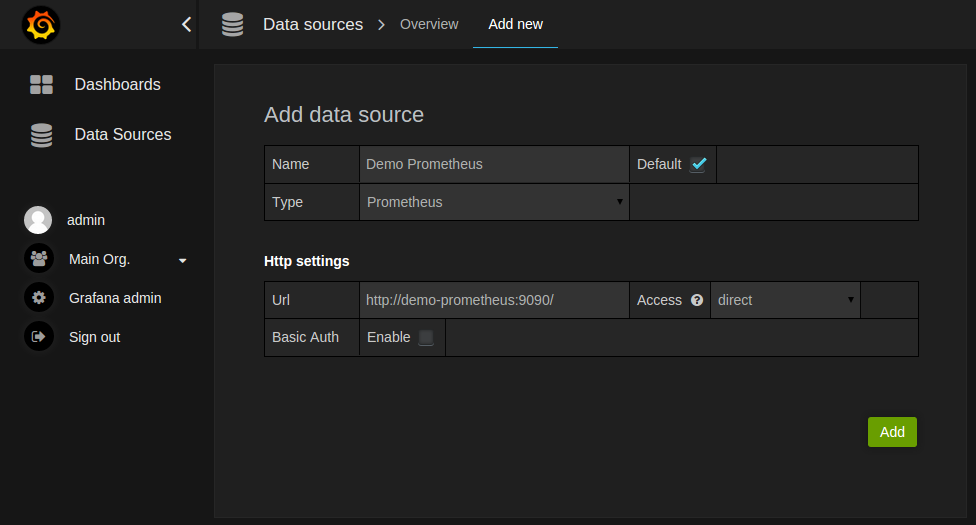 Data sources > Overview Add new
Dashboards
Data Sources
admin
Main Org.
Grafana admin
Sign out
Add data source
Name Demo Prometheus Default
Type Prometheus
Http settings
Url http://demo-prometheus:9090/ Access ? direct
Basic Auth Enable
Add